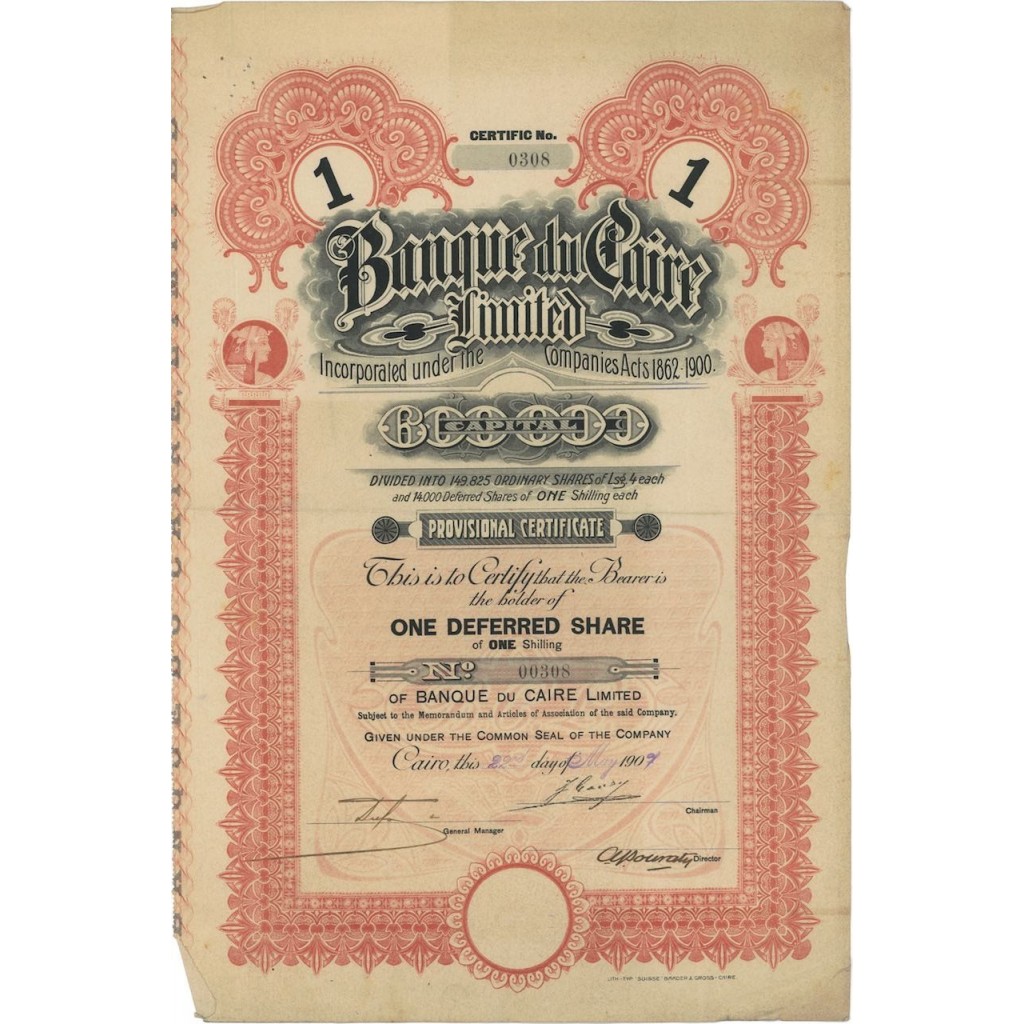 CERTIFIC No.
0308
1 1
Banque du Caire
Limited
Incorporated under the Companies Acts 1862-1900.
600000
CAPITAL
DIVIDED INTO 149.825 ORDINARY SHARES of Lsg. 4 each
and 14.000 Deferred Shares of ONE Shilling each
PROVISIONAL CERTIFICATE
This is to Certify that the Bearer is
the holder of
ONE DEFERRED SHARE
of ONE Shilling
No 00308
OF BANQUE DU CAIRE LIMITED
Subject to the Memorandum and Articles of Association of the said Company.
GIVEN UNDER THE COMMON SEAL OF THE COMPANY
Cairo, this 22nd day of May 1907
Chairman
General Manager
Director